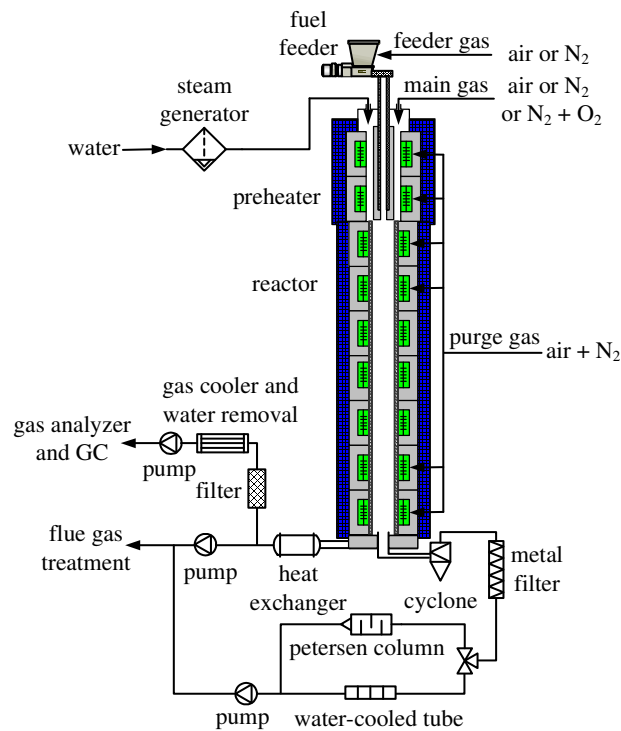 fuel
feeder
feeder gas
air or N2
steam
generator
main gas
air or N2
or N2 + O2
water
preheater
reactor
purge gas
air + N2
gas cooler and
water removal
gas analyzer
and GC
pump
filter
flue gas
treatment
pump
heat
exchanger
cyclone
metal
filter
petersen column
pump
water-cooled tube